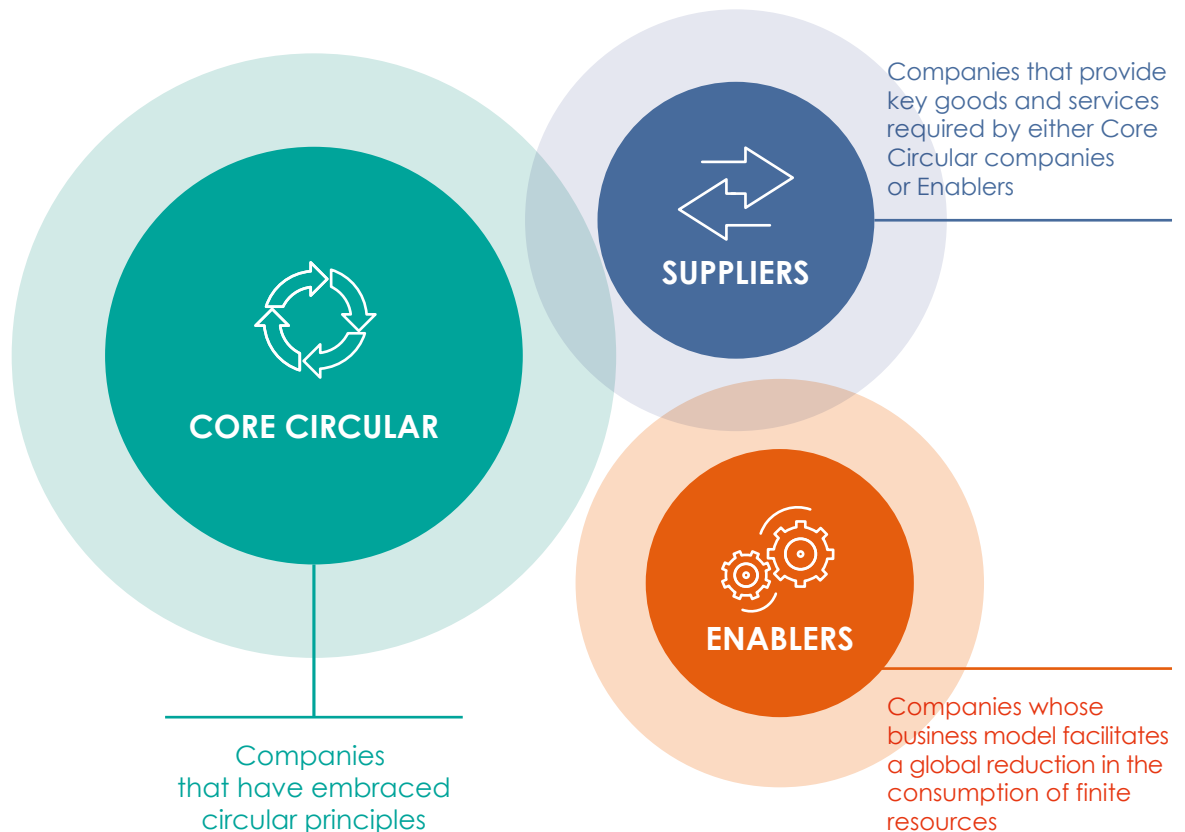 CORE CIRCULAR
Companies
that have embraced
circular principles
SUPPLIERS
Companies that provide
key goods and services
required by either Core
Circular companies
or Enablers
ENABLERS
Companies whose
business model facilitates
a global reduction in the
consumption of finite
resources